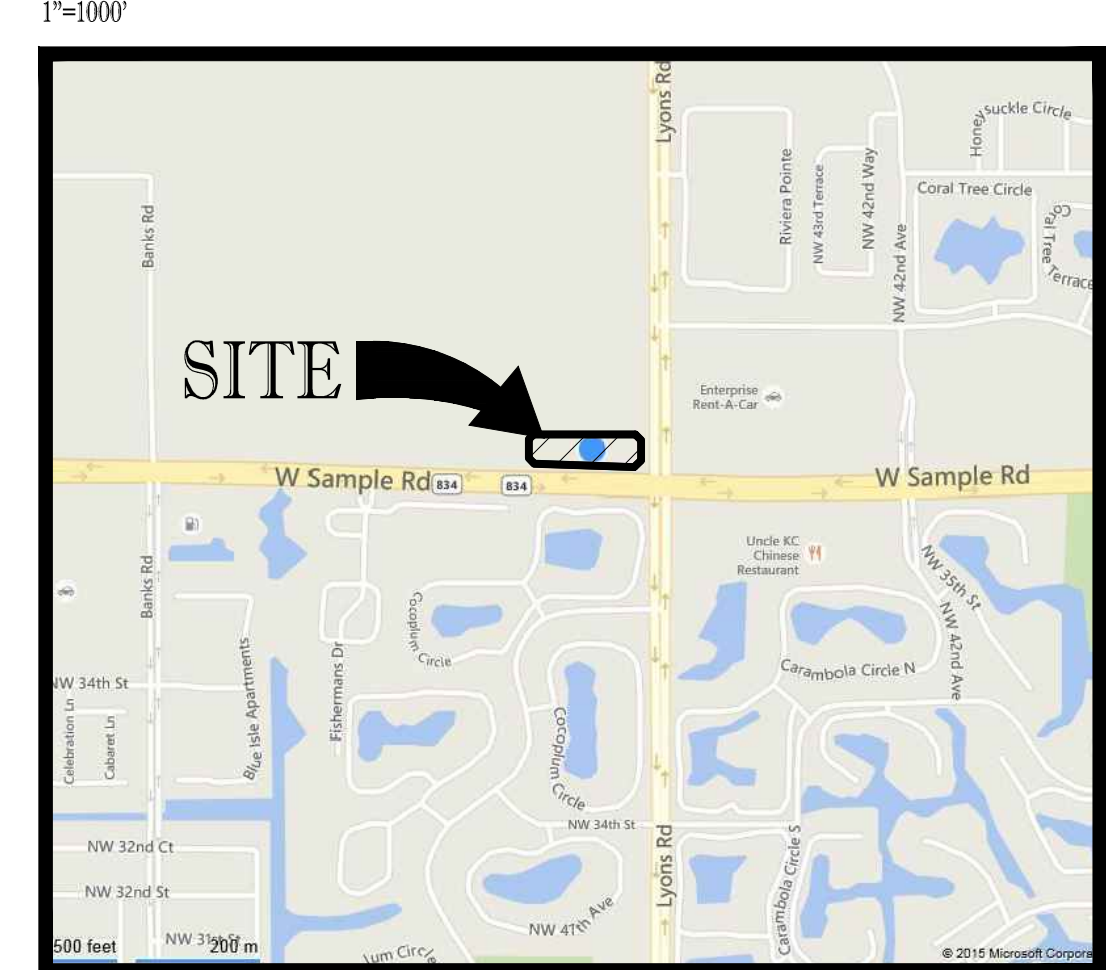 1"=1000'
Lyons Rd
Honeysuckle Circle
Riviera Pointe
NW 43rd Terrace
NW 42nd Way
Coral Tree Circle
Banks Rd
NW 42nd Ave
Coral Tree Terrace
SITE
Enterprise
Rent-A-Car
W Sample Rd
834
834
W Sample Rd
Uncle KC
Chinese
Restaurant
Banks Rd
Cocoplum Circle
NW 35th St
NW 42nd Ave
Fishermans Dr
Blue Isle Apartments
Carambola Circle N
NW 34th St
Celebration Ln
Cabaret Ln
Cocoplum Circle
NW 34th St
Lyons Rd
Carambola Circle S
NW 32nd Ct
NW 32nd St
NW 47th Ave
NW 31st St
500 feet
200 m
lum Circle
© 2015 Microsoft Corpora